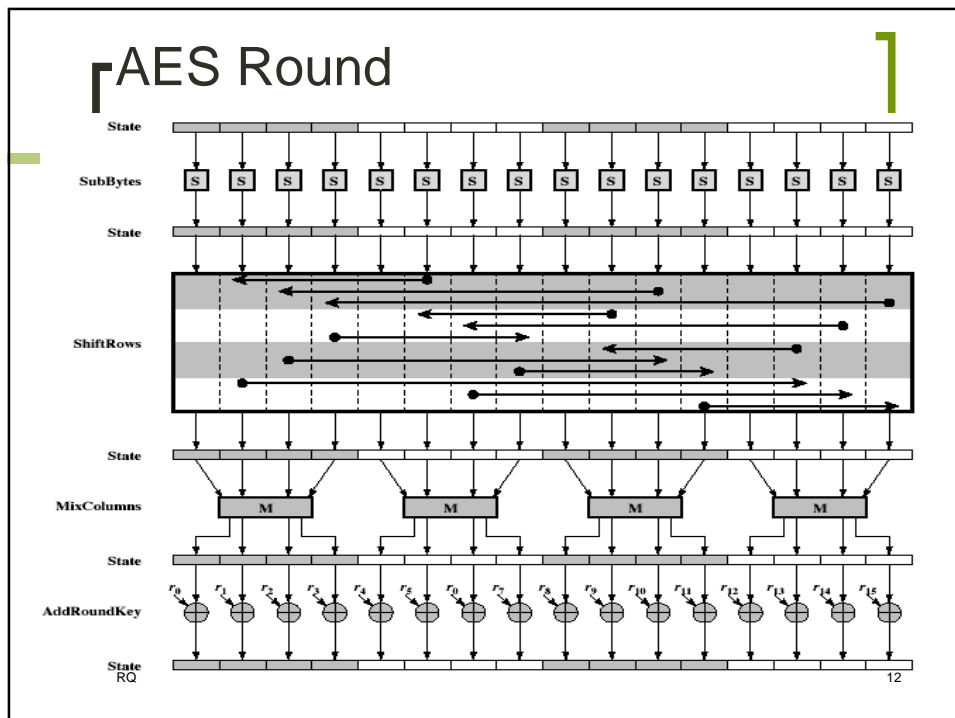 AES Round
State
SubBytes S S S S S S S S S S S S S S S S
State
ShiftRows
State
MixColumns M M M M
State
r0 r1 r2 r3 r4 r5 r0 r7 r8 r9 r10 r11 r12 r13 r14 r15
AddRoundKey
State
RQ 12